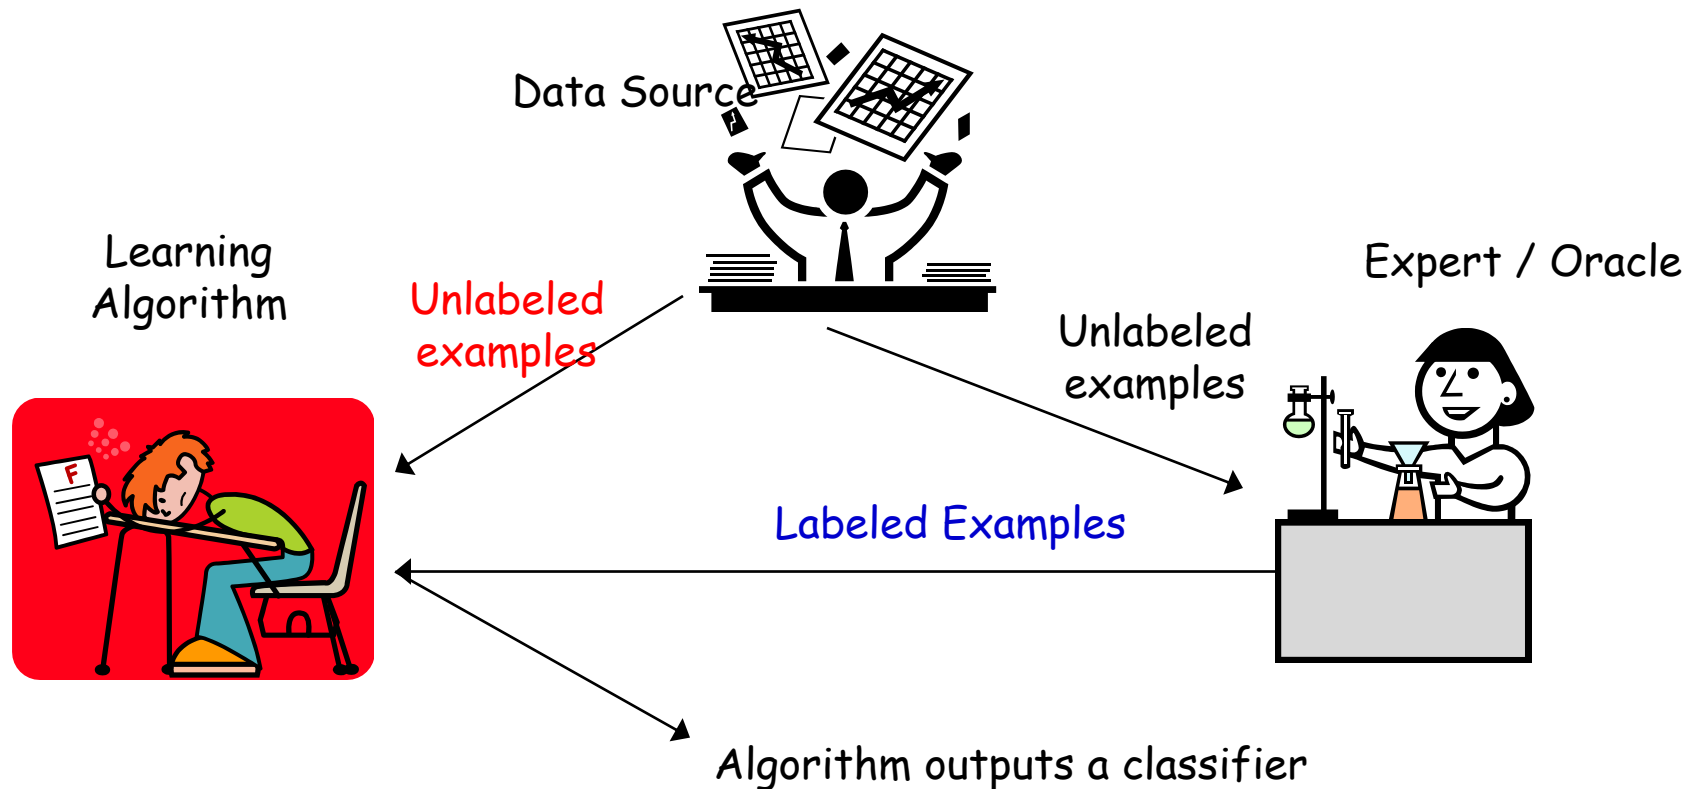 Data Source
Learning
Algorithm
Unlabeled
examples
Expert / Oracle
Unlabeled
examples
F
Labeled Examples
Algorithm outputs a classifier